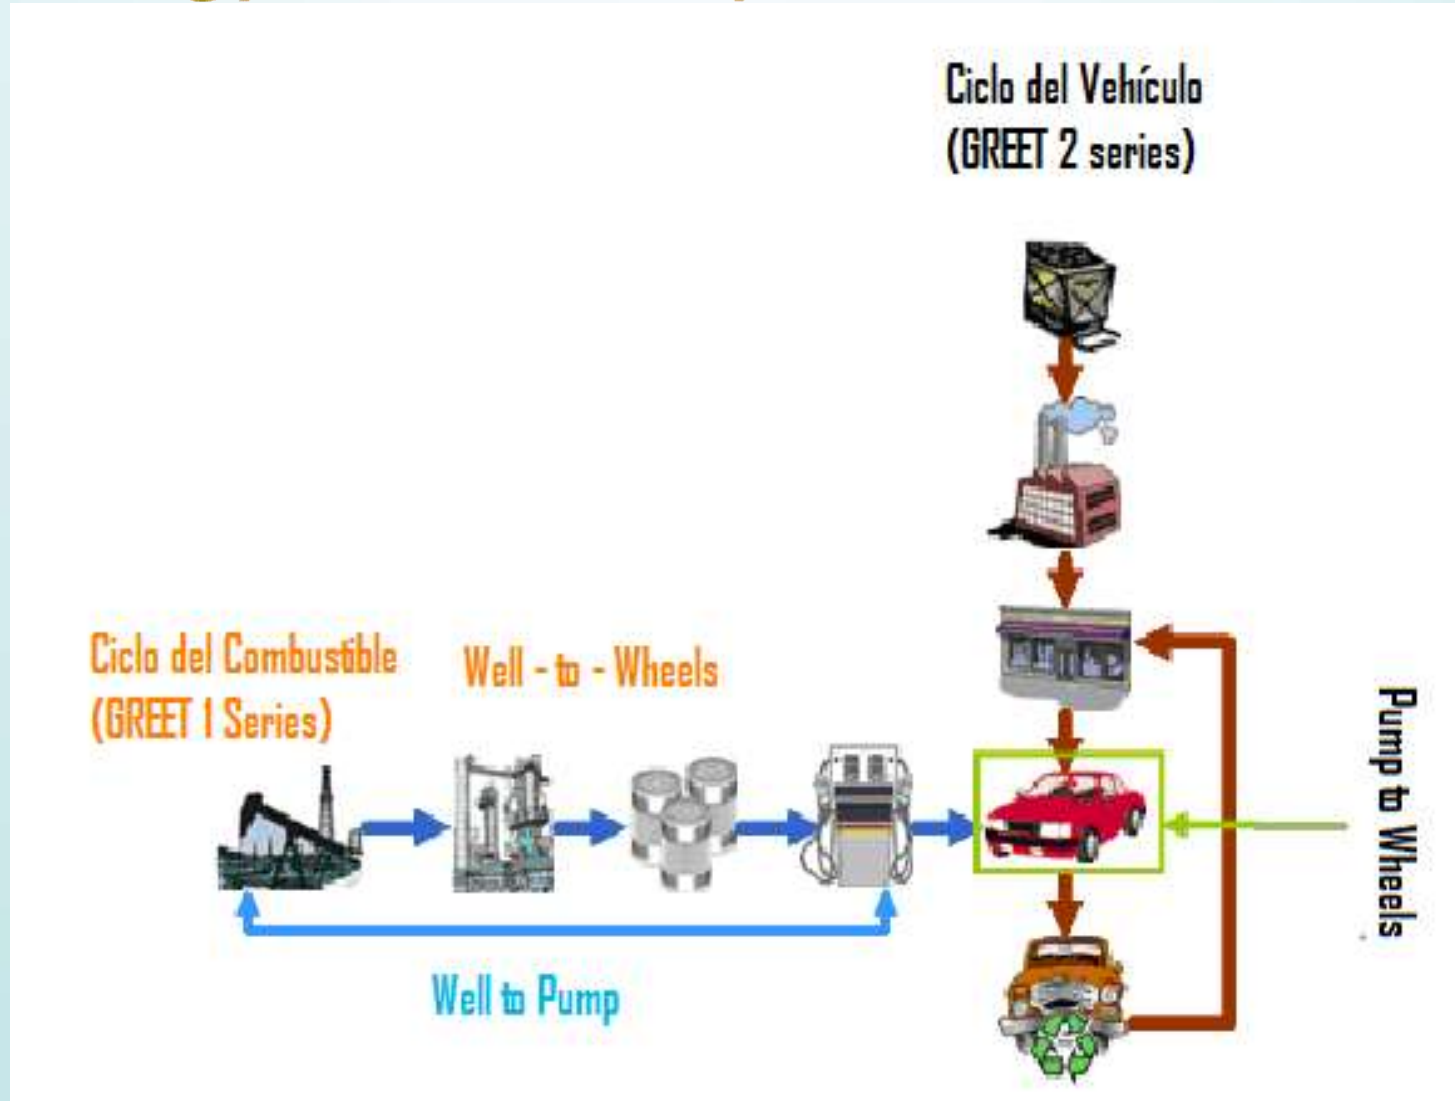 Ciclo del Vehículo
(GREET 2 series)
Ciclo del Combustible
(GREET 1 Series)
Well - to - Wheels
Pump to Wheels
Well to Pump